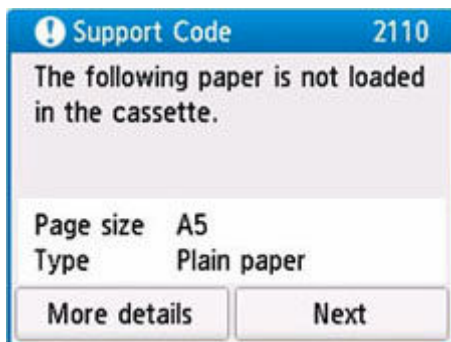 Support Code 2110
The following paper is not loaded
in the cassette.
Page size A5
Type Plain paper
More details Next